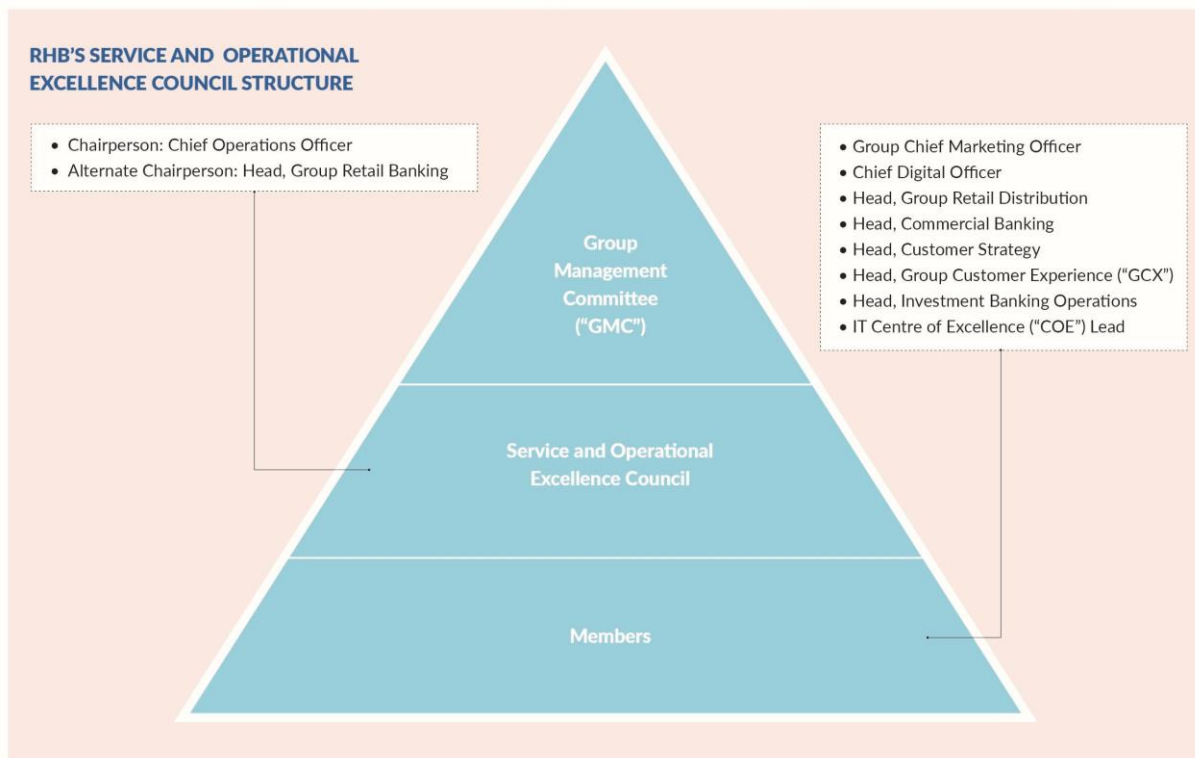 RHB'S SERVICE AND OPERATIONAL
EXCELLENCE COUNCIL STRUCTURE
• Chairperson: Chief Operations Officer
• Alternate Chairperson: Head, Group Retail Banking
• Group Chief Marketing Officer
• Chief Digital Officer
• Head, Group Retail Distribution
• Head, Commercial Banking
• Head, Customer Strategy
• Head, Group Customer Experience (“GCX”)
• Head, Investment Banking Operations
• IT Centre of Excellence (“COE”) Lead
Group
Management
Committee
(“GMC”)
Service and Operational
Excellence Council
Members